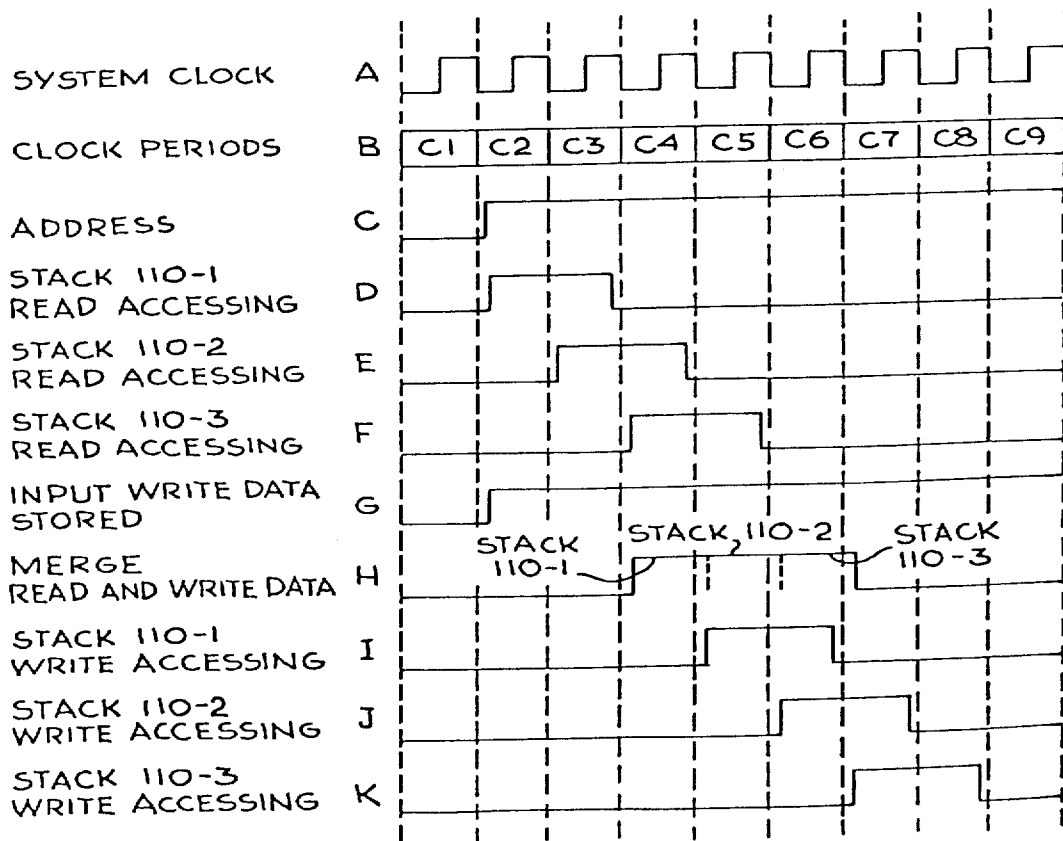 SYSTEM CLOCK A
CLOCK PERIODS B C1 C2 C3 C4 C5 C6 C7 C8 C9
ADDRESS C
STACK 110-1
READ ACCESSING D
STACK 110-2
READ ACCESSING E
STACK 110-3
READ ACCESSING F
INPUT WRITE DATA
STORED G
MERGE
READ AND WRITE DATA H
STACK
110-1
STACK 110-2
STACK
110-3
STACK 110-1
WRITE ACCESSING I
STACK 110-2
WRITE ACCESSING J
STACK 110-3
WRITE ACCESSING K